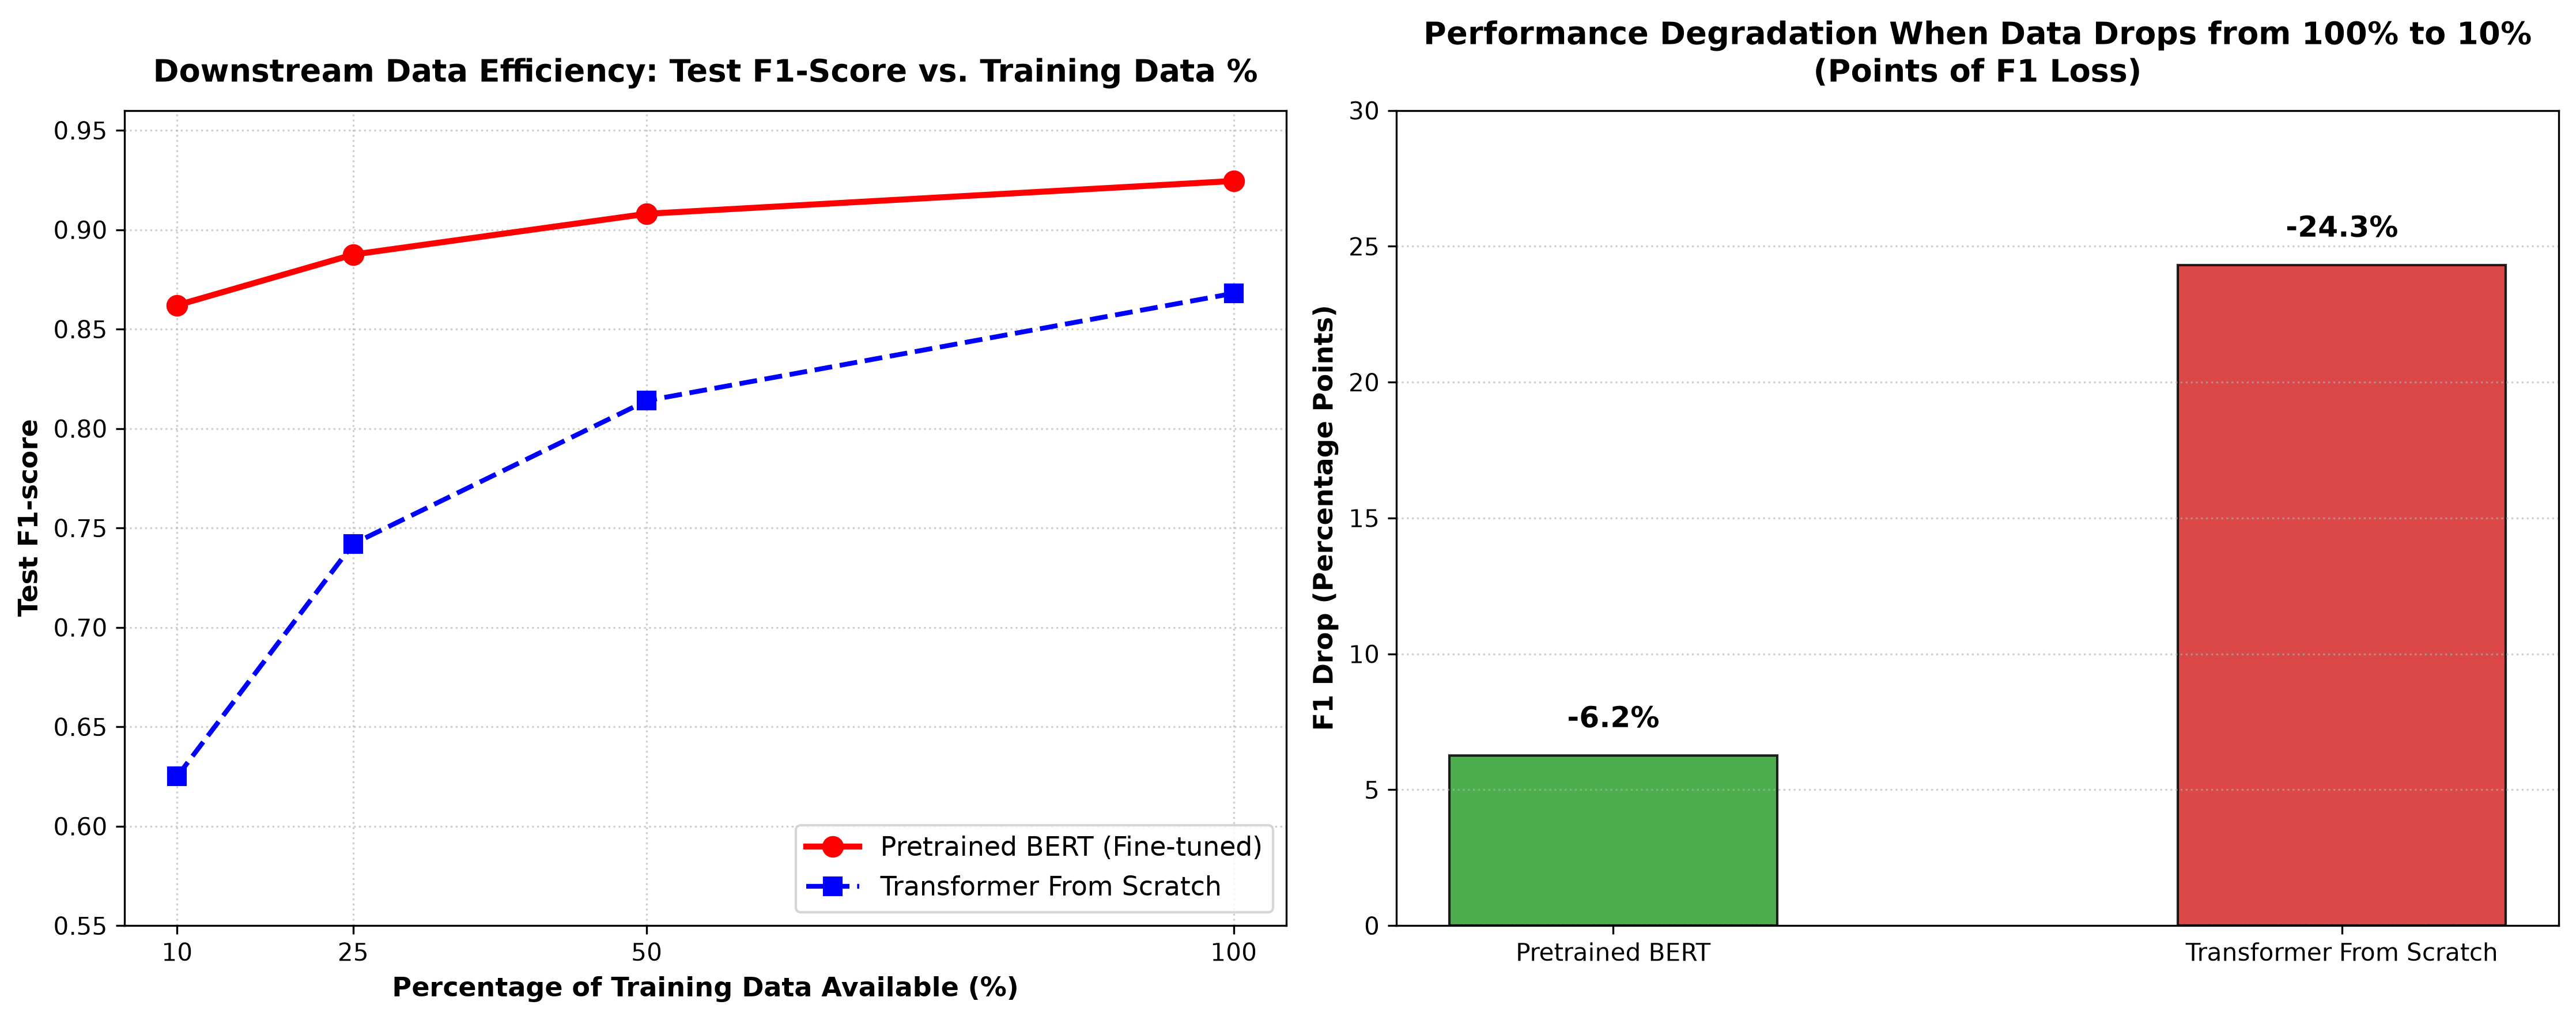 Downstream Data Efficiency: Test F1-Score vs. Training Data %
0.95
0.90
0.85
0.80
0.75
0.70
0.65
0.60
0.55
Test F1-score
10 25 50 100
Percentage of Training Data Available (%)
Pretrained BERT (Fine-tuned)
Transformer From Scratch
Performance Degradation When Data Drops from 100% to 10%
(Points of F1 Loss)
30
25
20
15
10
5
0
F1 Drop (Percentage Points)
-6.2%
-24.3%
Pretrained BERT
Transformer From Scratch